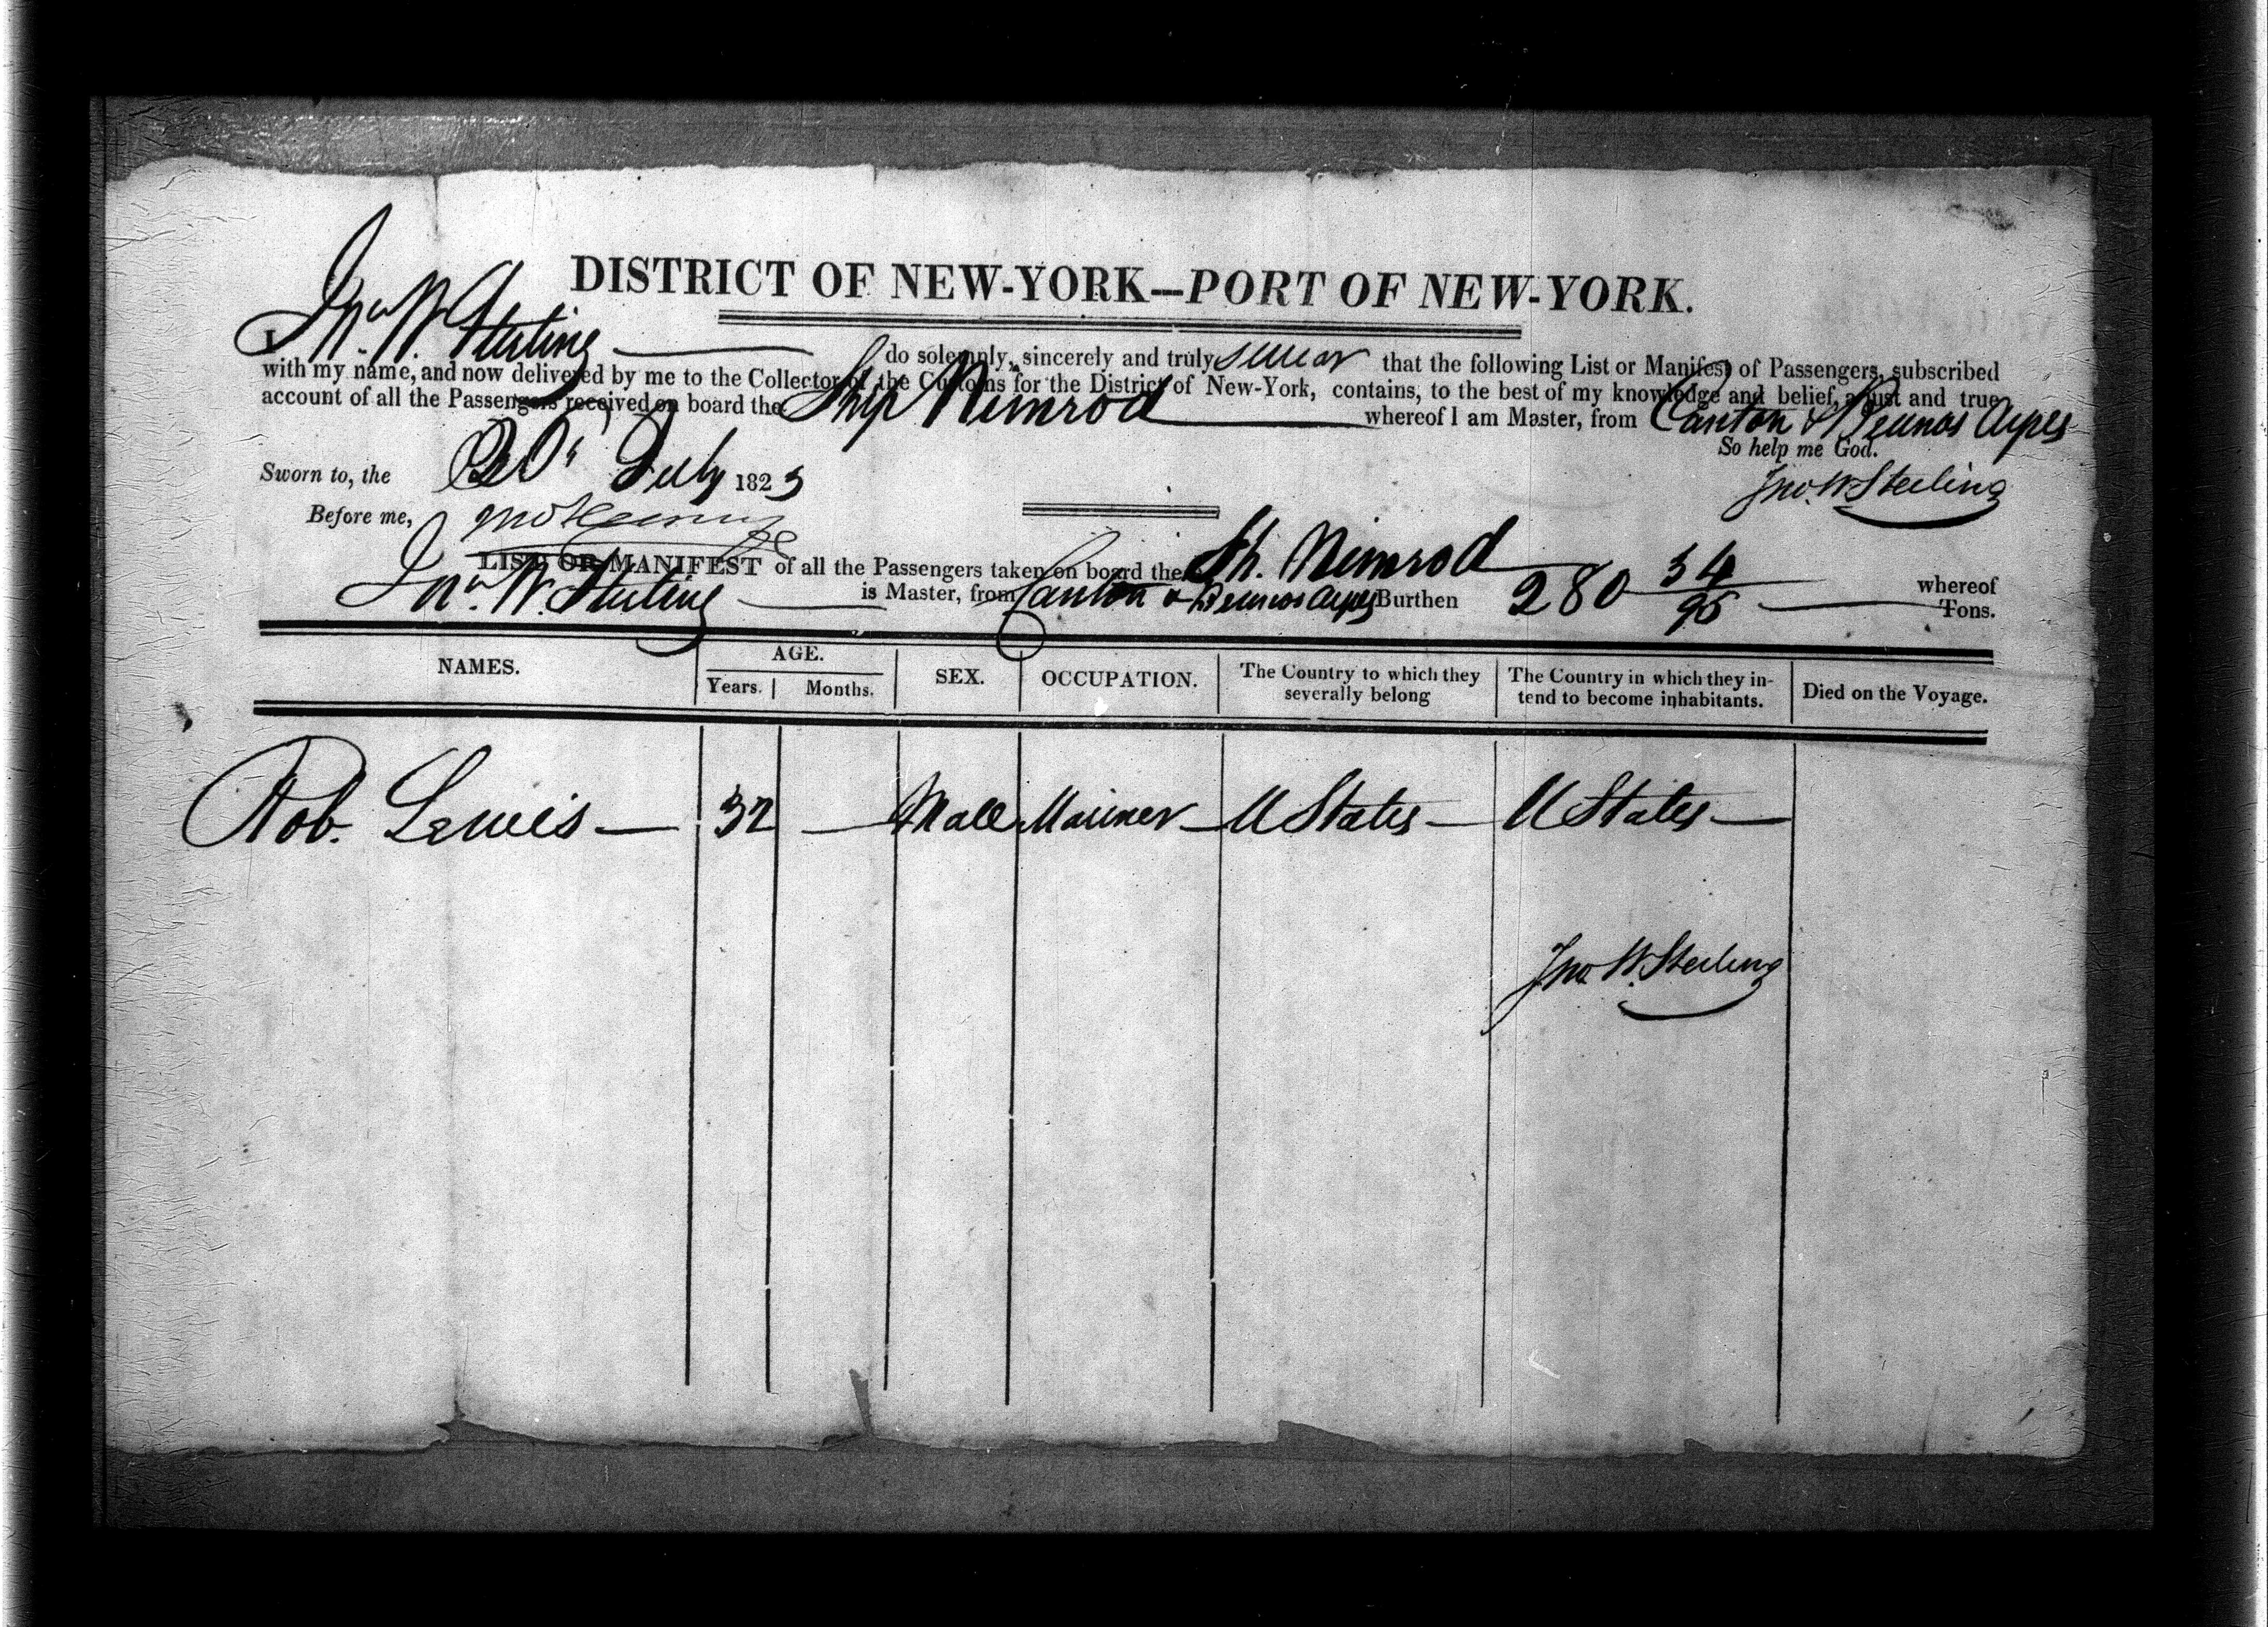 DISTRICT OF NEW-YORK—PORT OF NEW-YORK.
I Jno. W. Sterling do solemnly, sincerely and truly swear that the following List or Manifest of Passengers, subscribed
with my name, and now delivered by me to the Collector of the Customs for the District of New-York, contains, to the best of my knowledge and belief, a just and true
account of all the Passengers received on board the Ship Nimrod whereof I am Master, from Canton & Beunos Ayres
So help me God.
Sworn to, the 20 July 1823
Jno. W Sterling
Before me,
LIST OR MANIFEST of all the Passengers taken on board the Sh. Nimrod whereof
Jno. W. Sterling is Master, from Canton & Beunos Ayres Burthen 280 34/95 Tons.
NAMES. AGE. Years. Months. SEX. OCCUPATION. The Country to which they severally belong The Country in which they intend to become inhabitants. Died on the Voyage.
Rob. Lewis 32 Male Mariner U States U States
Jno W. Sterling